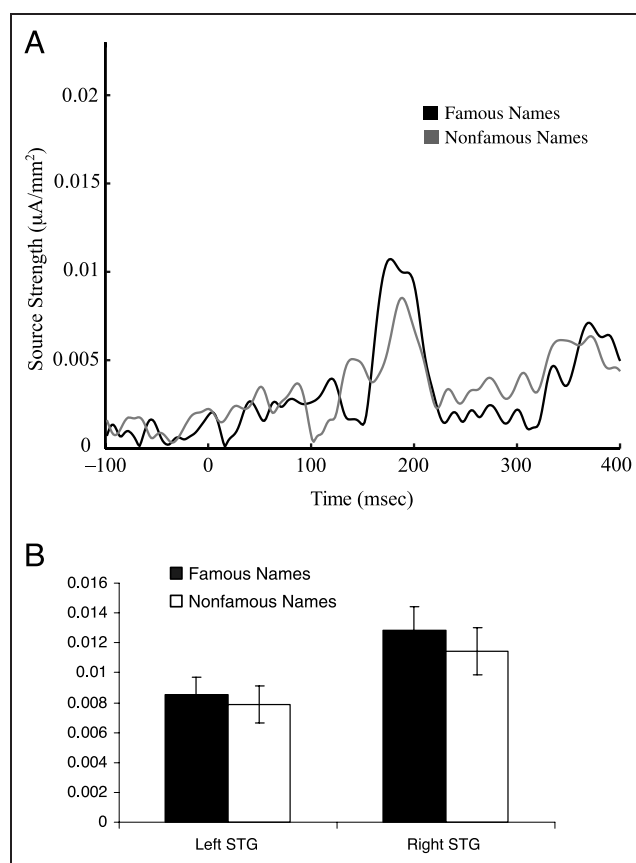 A
0.02
0.015
0.01
0.005
0
Source Strength (μA/mm²)
Famous Names
Nonfamous Names
−100
0
100
200
300
400
Time (msec)
B
0.016
0.014
0.012
0.01
0.008
0.006
0.004
0.002
0
Famous Names
Nonfamous Names
Left STG
Right STG